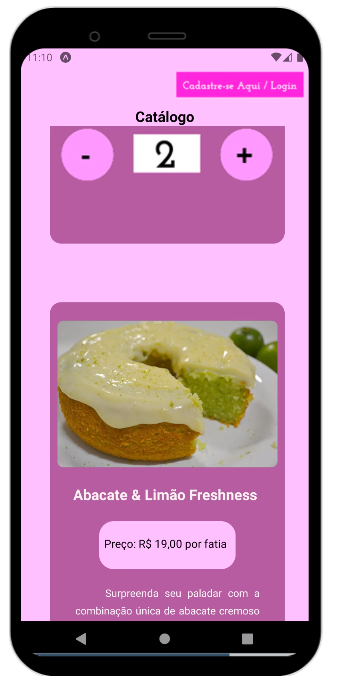 11:10
Cadastre-se Aqui / Login
Catálogo
- 2 +
Abacate & Limão Freshness
Preço: R$ 19,00 por fatia
Surpreenda seu paladar com a
combinação única de abacate cremoso